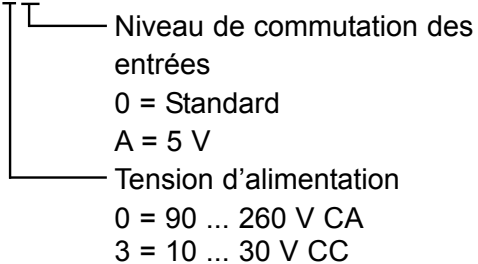 Niveau de commutation des
entrées
0 = Standard
A = 5 V
Tension d’alimentation
0 = 90 ... 260 V CA
3 = 10 ... 30 V CC